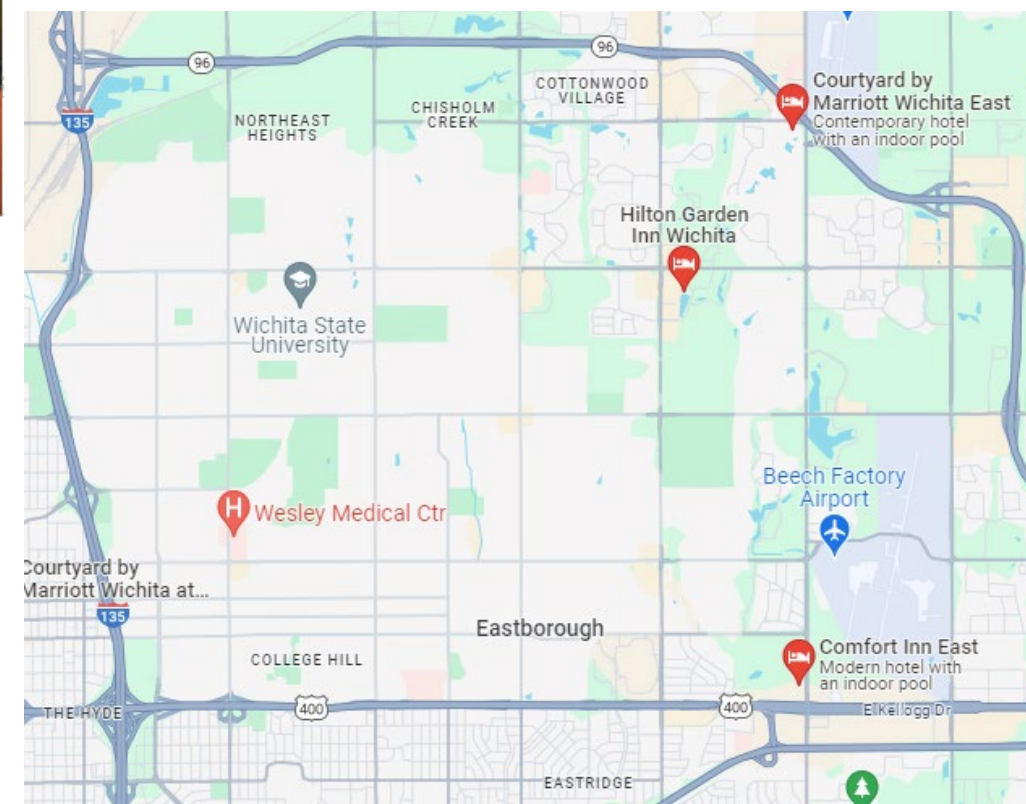 96
96
COTTONWOOD
VILLAGE
Courtyard by
Marriott Wichita East
Contemporary hotel
with an indoor pool
135
NORTHEAST
HEIGHTS
CHISHOLM
CREEK
Hilton Garden
Inn Wichita
Wichita State
University
Beech Factory
Airport
H
Wesley Medical Ctr
Courtyard by
Marriott Wichita at...
135
Eastborough
Comfort Inn East
Modern hotel with
an indoor pool
COLLEGE HILL
THE HYDE
400
400
E Kellogg Dr
EASTRIDGE